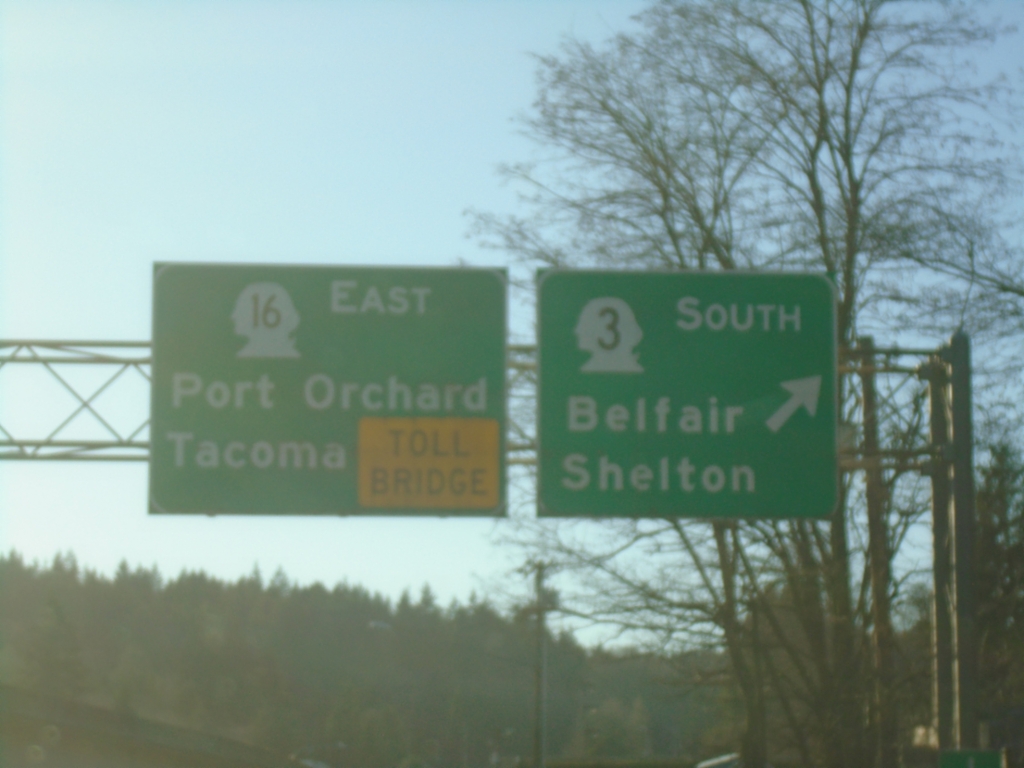 16 EAST
Port Orchard
Tacoma
TOLL
BRIDGE
3 SOUTH
Belfair
Shelton